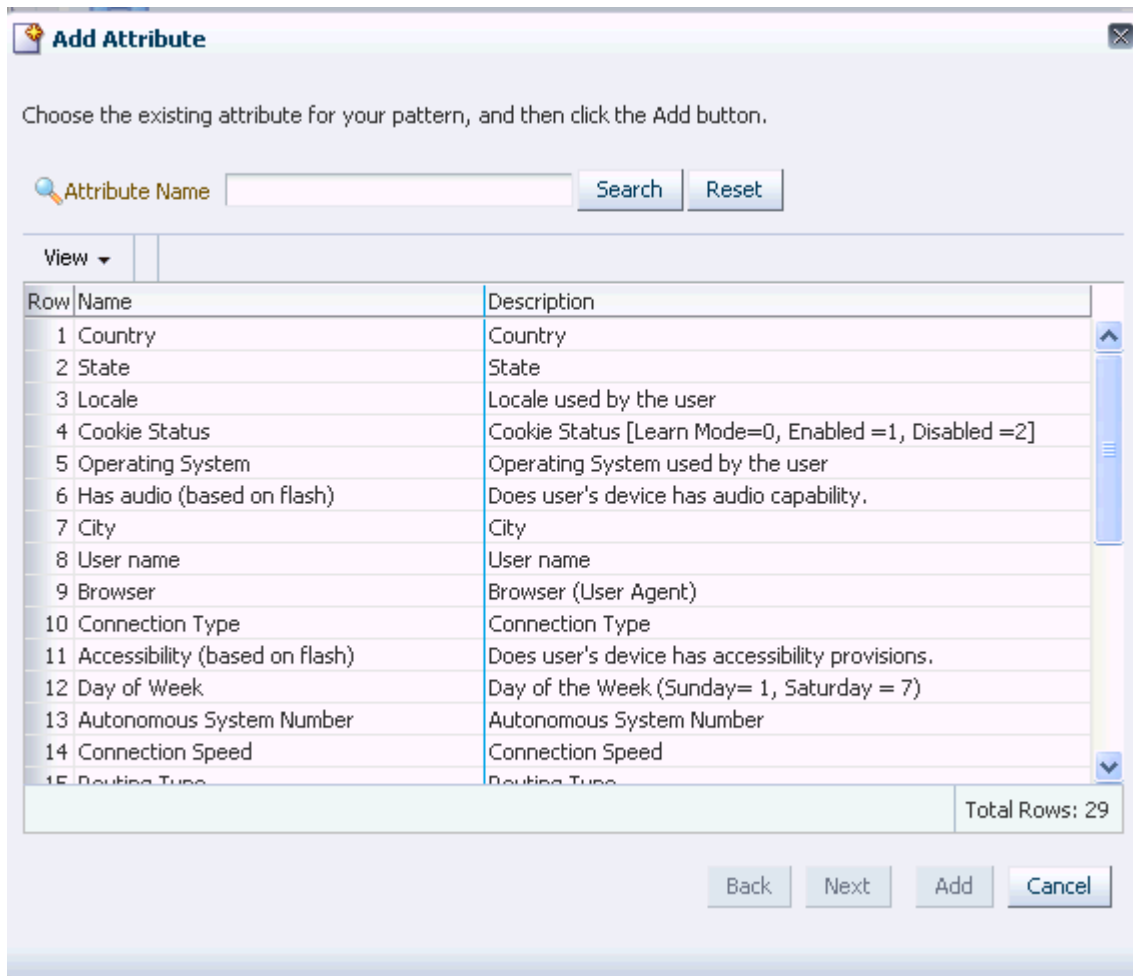 Add Attribute
Choose the existing attribute for your pattern, and then click the Add button.
Attribute Name Search Reset
View
Row Name Description
1 Country Country
2 State State
3 Locale Locale used by the user
4 Cookie Status Cookie Status [Learn Mode=0, Enabled =1, Disabled =2]
5 Operating System Operating System used by the user
6 Has audio (based on flash) Does user's device has audio capability.
7 City City
8 User name User name
9 Browser Browser (User Agent)
10 Connection Type Connection Type
11 Accessibility (based on flash) Does user's device has accessibility provisions.
12 Day of Week Day of the Week (Sunday= 1, Saturday = 7)
13 Autonomous System Number Autonomous System Number
14 Connection Speed Connection Speed
15 Routing Type Routing Type
Total Rows: 29
Back Next Add Cancel